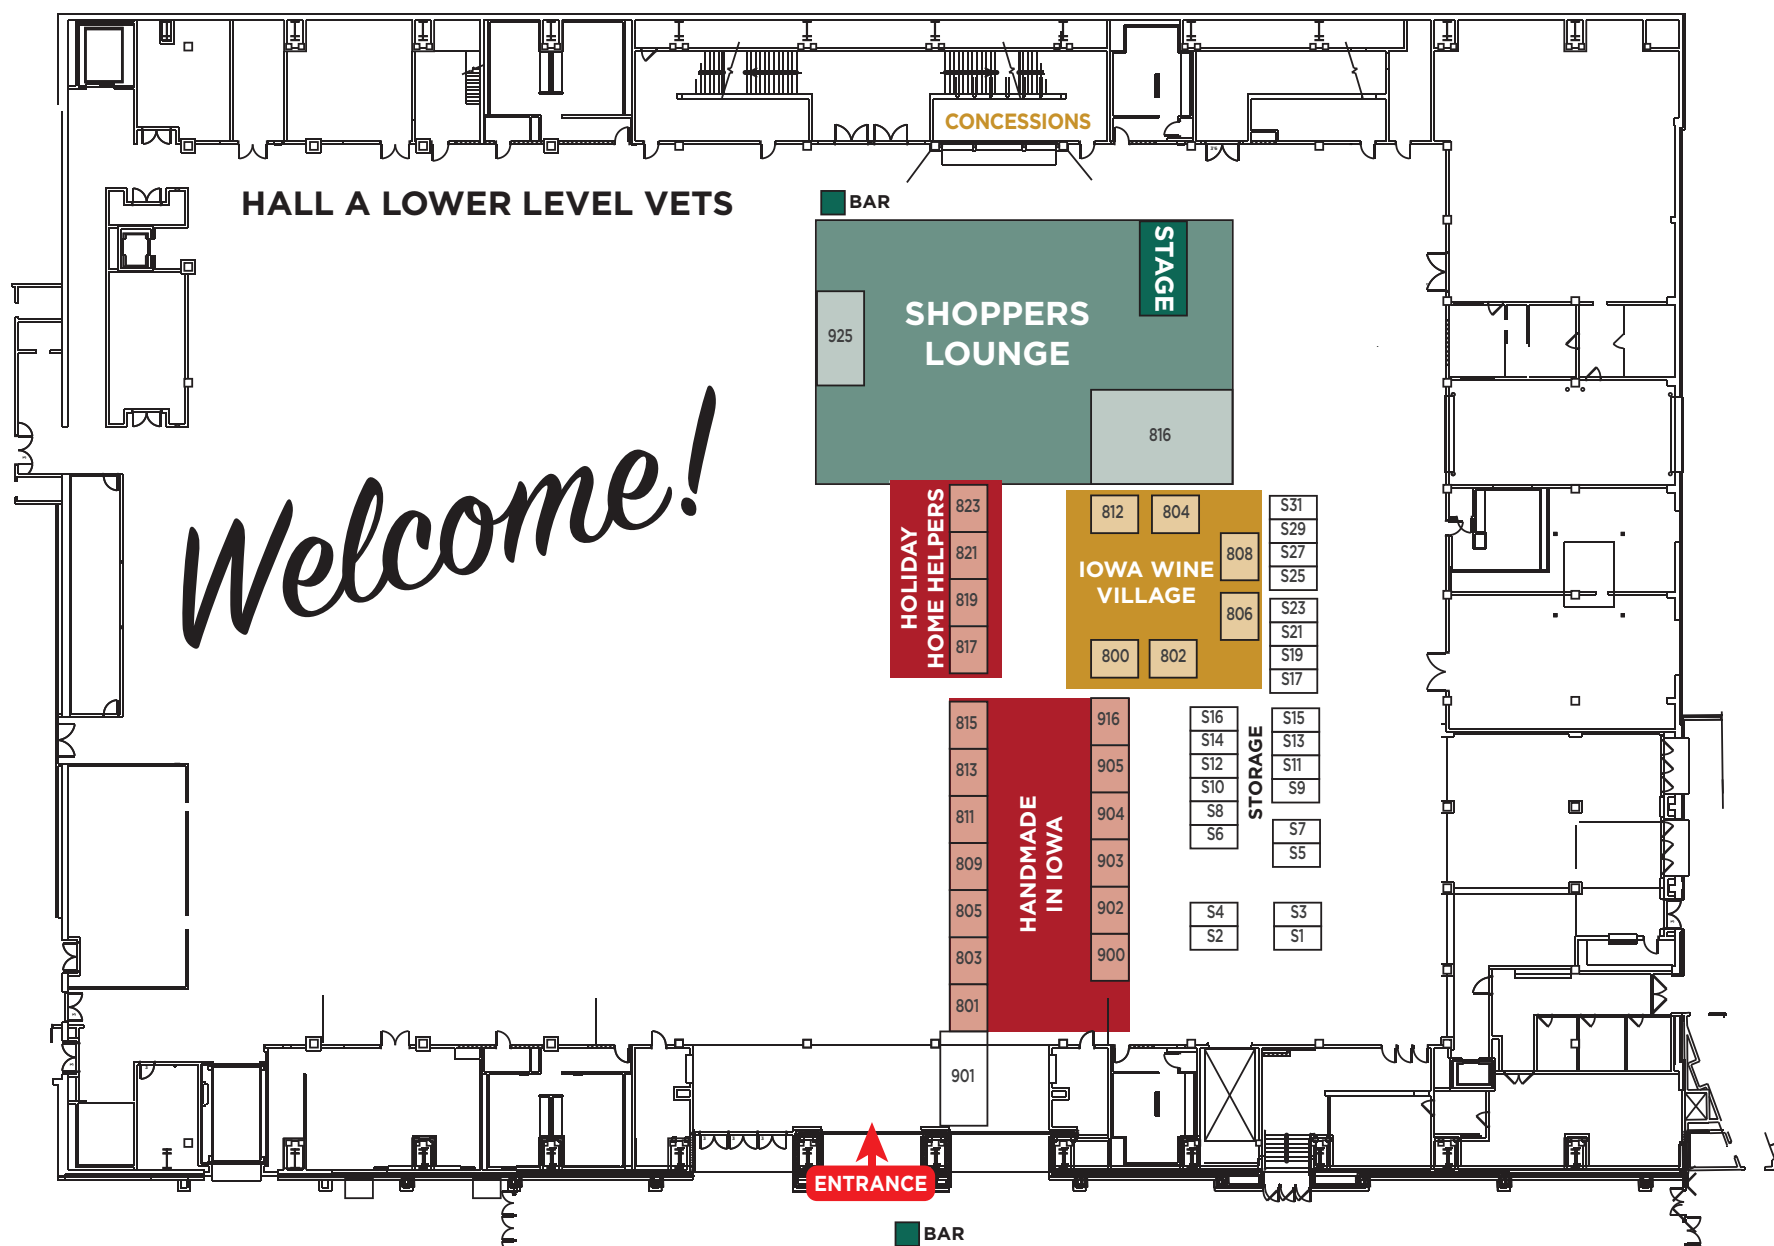 CONCESSIONS
HALL A LOWER LEVEL VETS
BAR
STAGE
SHOPPERS
LOUNGE
925
816
Welcome!
HOLIDAY
HOME HELPERS
823
821
819
817
812
804
808
IOWA WINE
VILLAGE
806
800
802
S31
S29
S27
S25
S23
S21
S19
S17
815
813
811
809
805
803
801
HANDMADE
IN IOWA
916
905
904
903
902
900
S16
S14
S12
S10
S8
S6
STORAGE
S15
S13
S11
S9
S7
S5
S4
S2
S3
S1
901
ENTRANCE
BAR